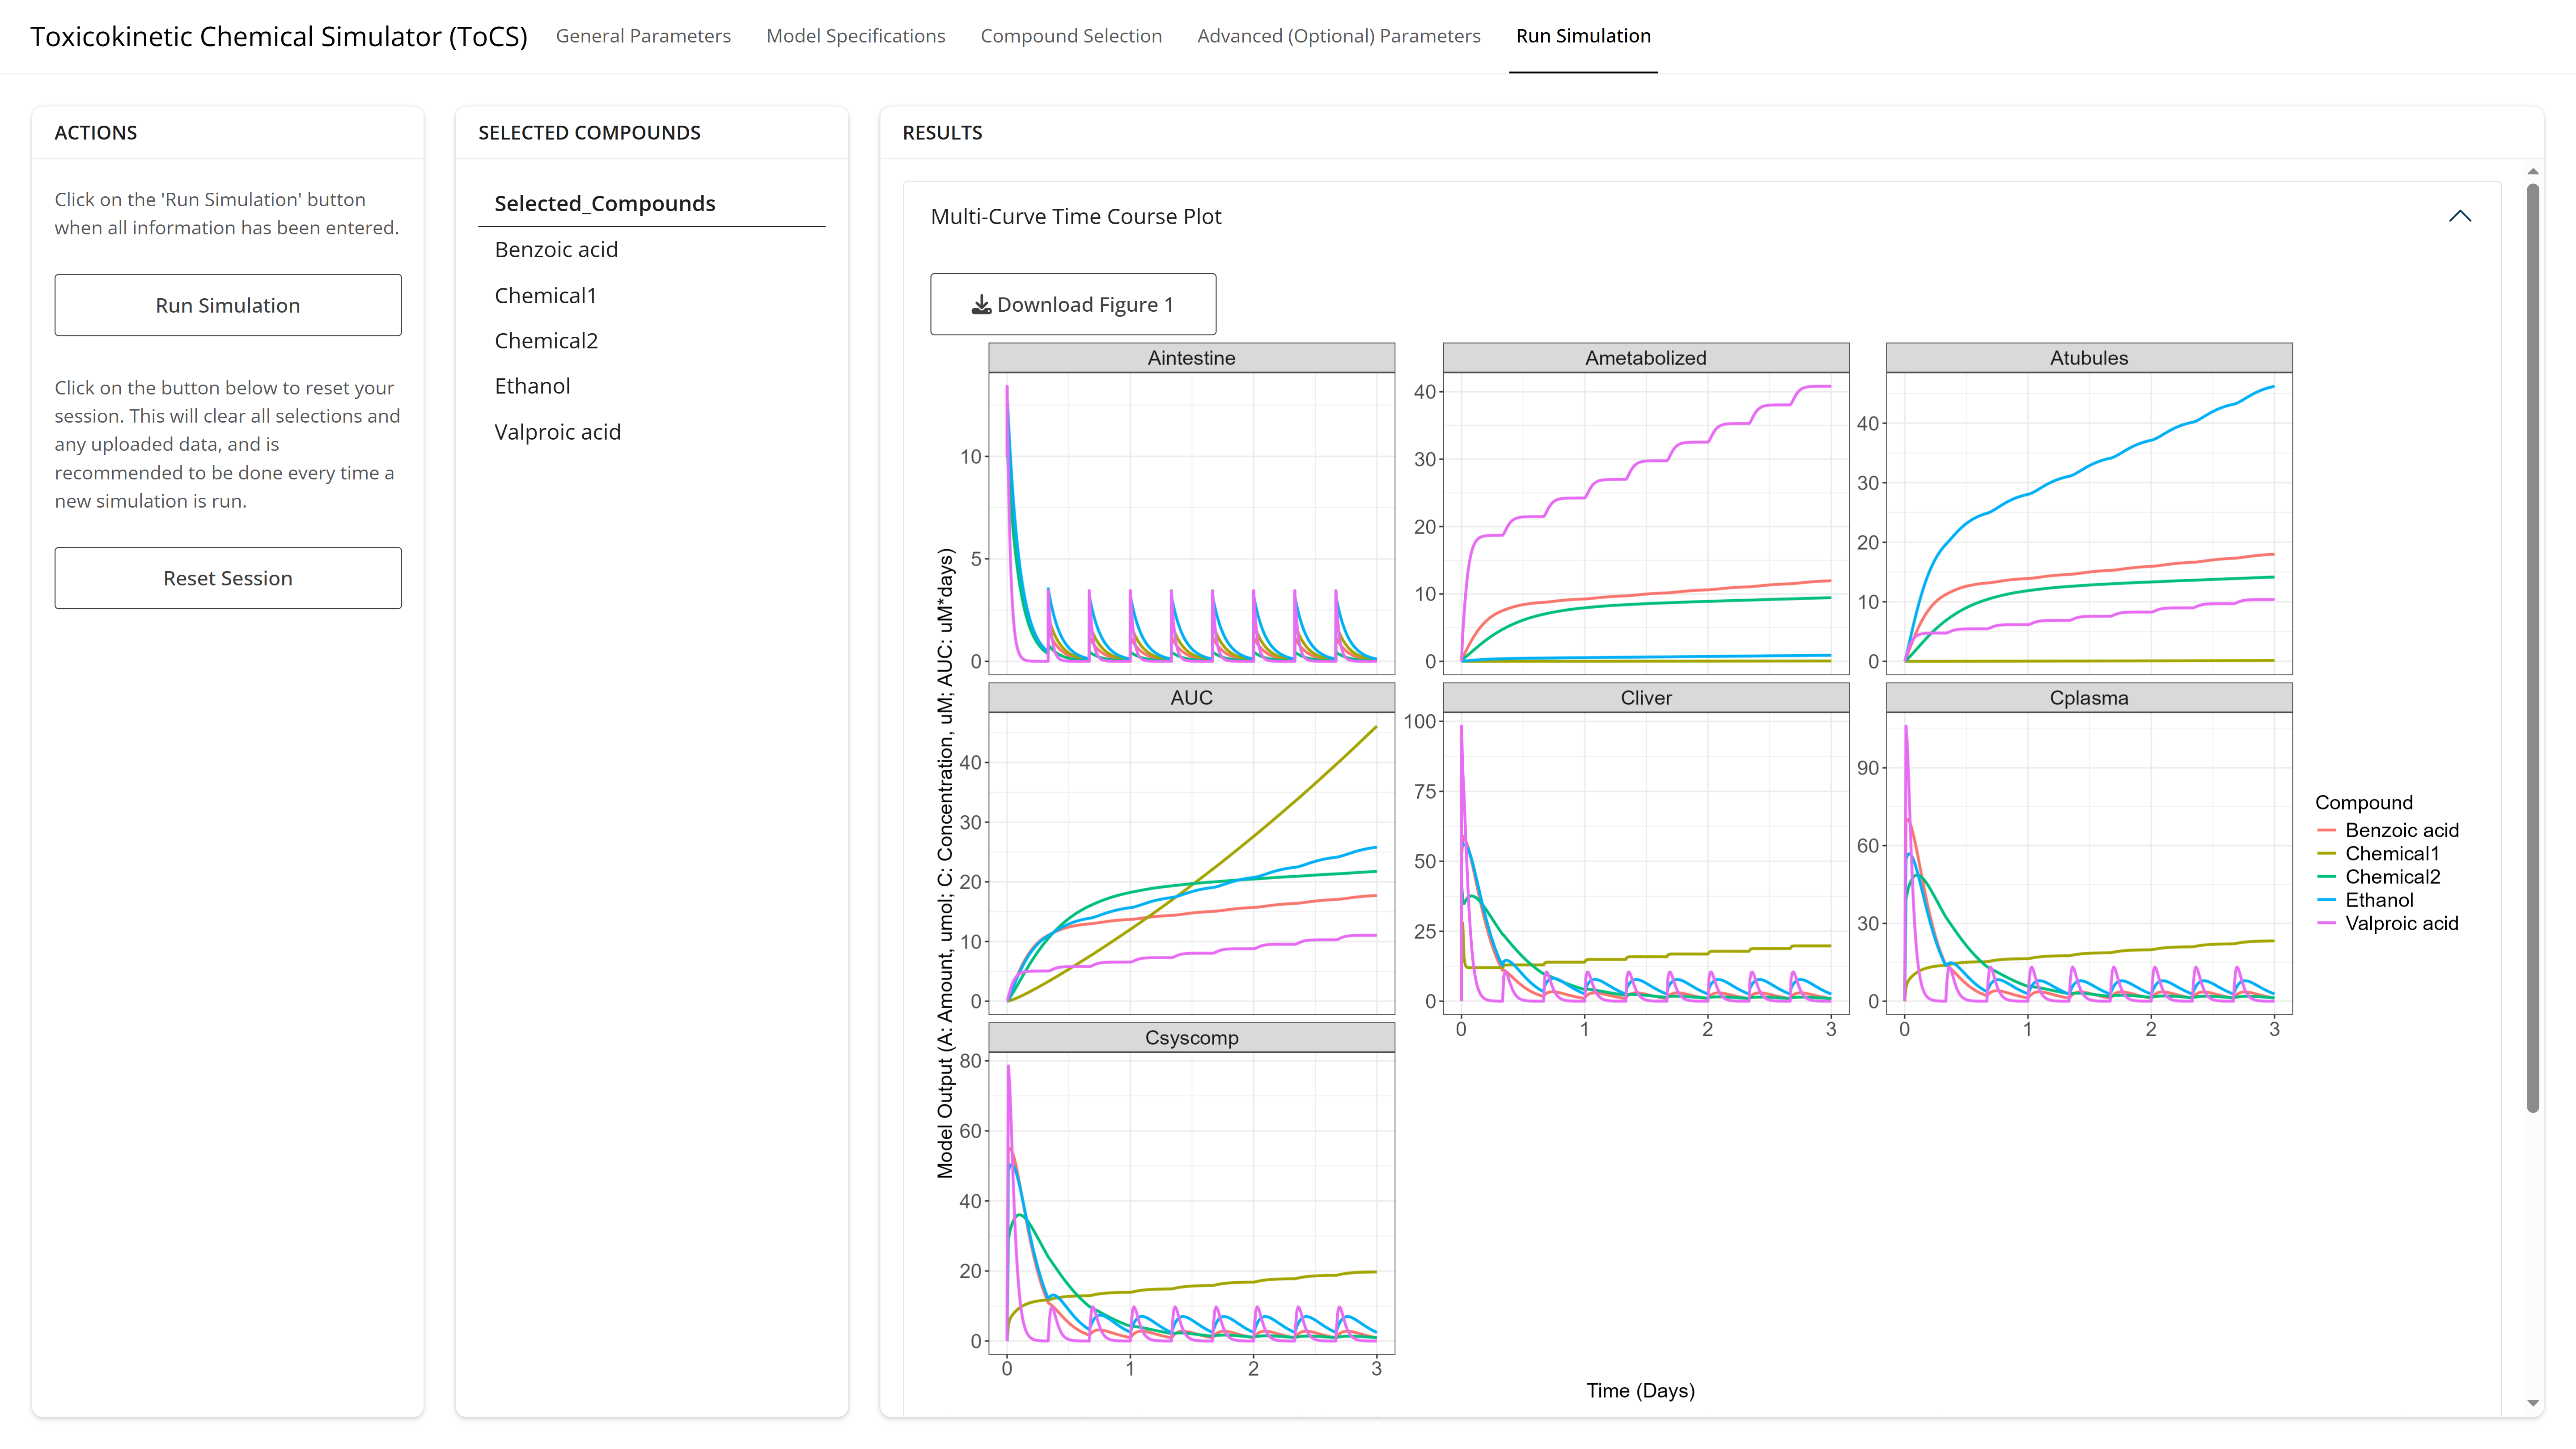 Toxicokinetic Chemical Simulator (ToCS)
General Parameters
Model Specifications
Compound Selection
Advanced (Optional) Parameters
Run Simulation
ACTIONS
Click on the 'Run Simulation' button
when all information has been entered.
Run Simulation
Click on the button below to reset your
session. This will clear all selections and
any uploaded data, and is
recommended to be done every time a
new simulation is run.
Reset Session
SELECTED COMPOUNDS
Selected_Compounds
Benzoic acid
Chemical1
Chemical2
Ethanol
Valproic acid
RESULTS
Multi-Curve Time Course Plot
Download Figure 1
Model Output (A: Amount, umol; C: Concentration, uM; AUC: uM*days)
Aintestine
10
5
0
Ametabolized
40
30
20
10
0
Atubules
40
30
20
10
0
AUC
40
30
20
10
0
Cliver
100
75
50
25
0
0 1 2 3
Cplasma
90
60
30
0
0 1 2 3
Csyscomp
80
60
40
20
0
0 1 2 3
Time (Days)
Compound
Benzoic acid
Chemical1
Chemical2
Ethanol
Valproic acid